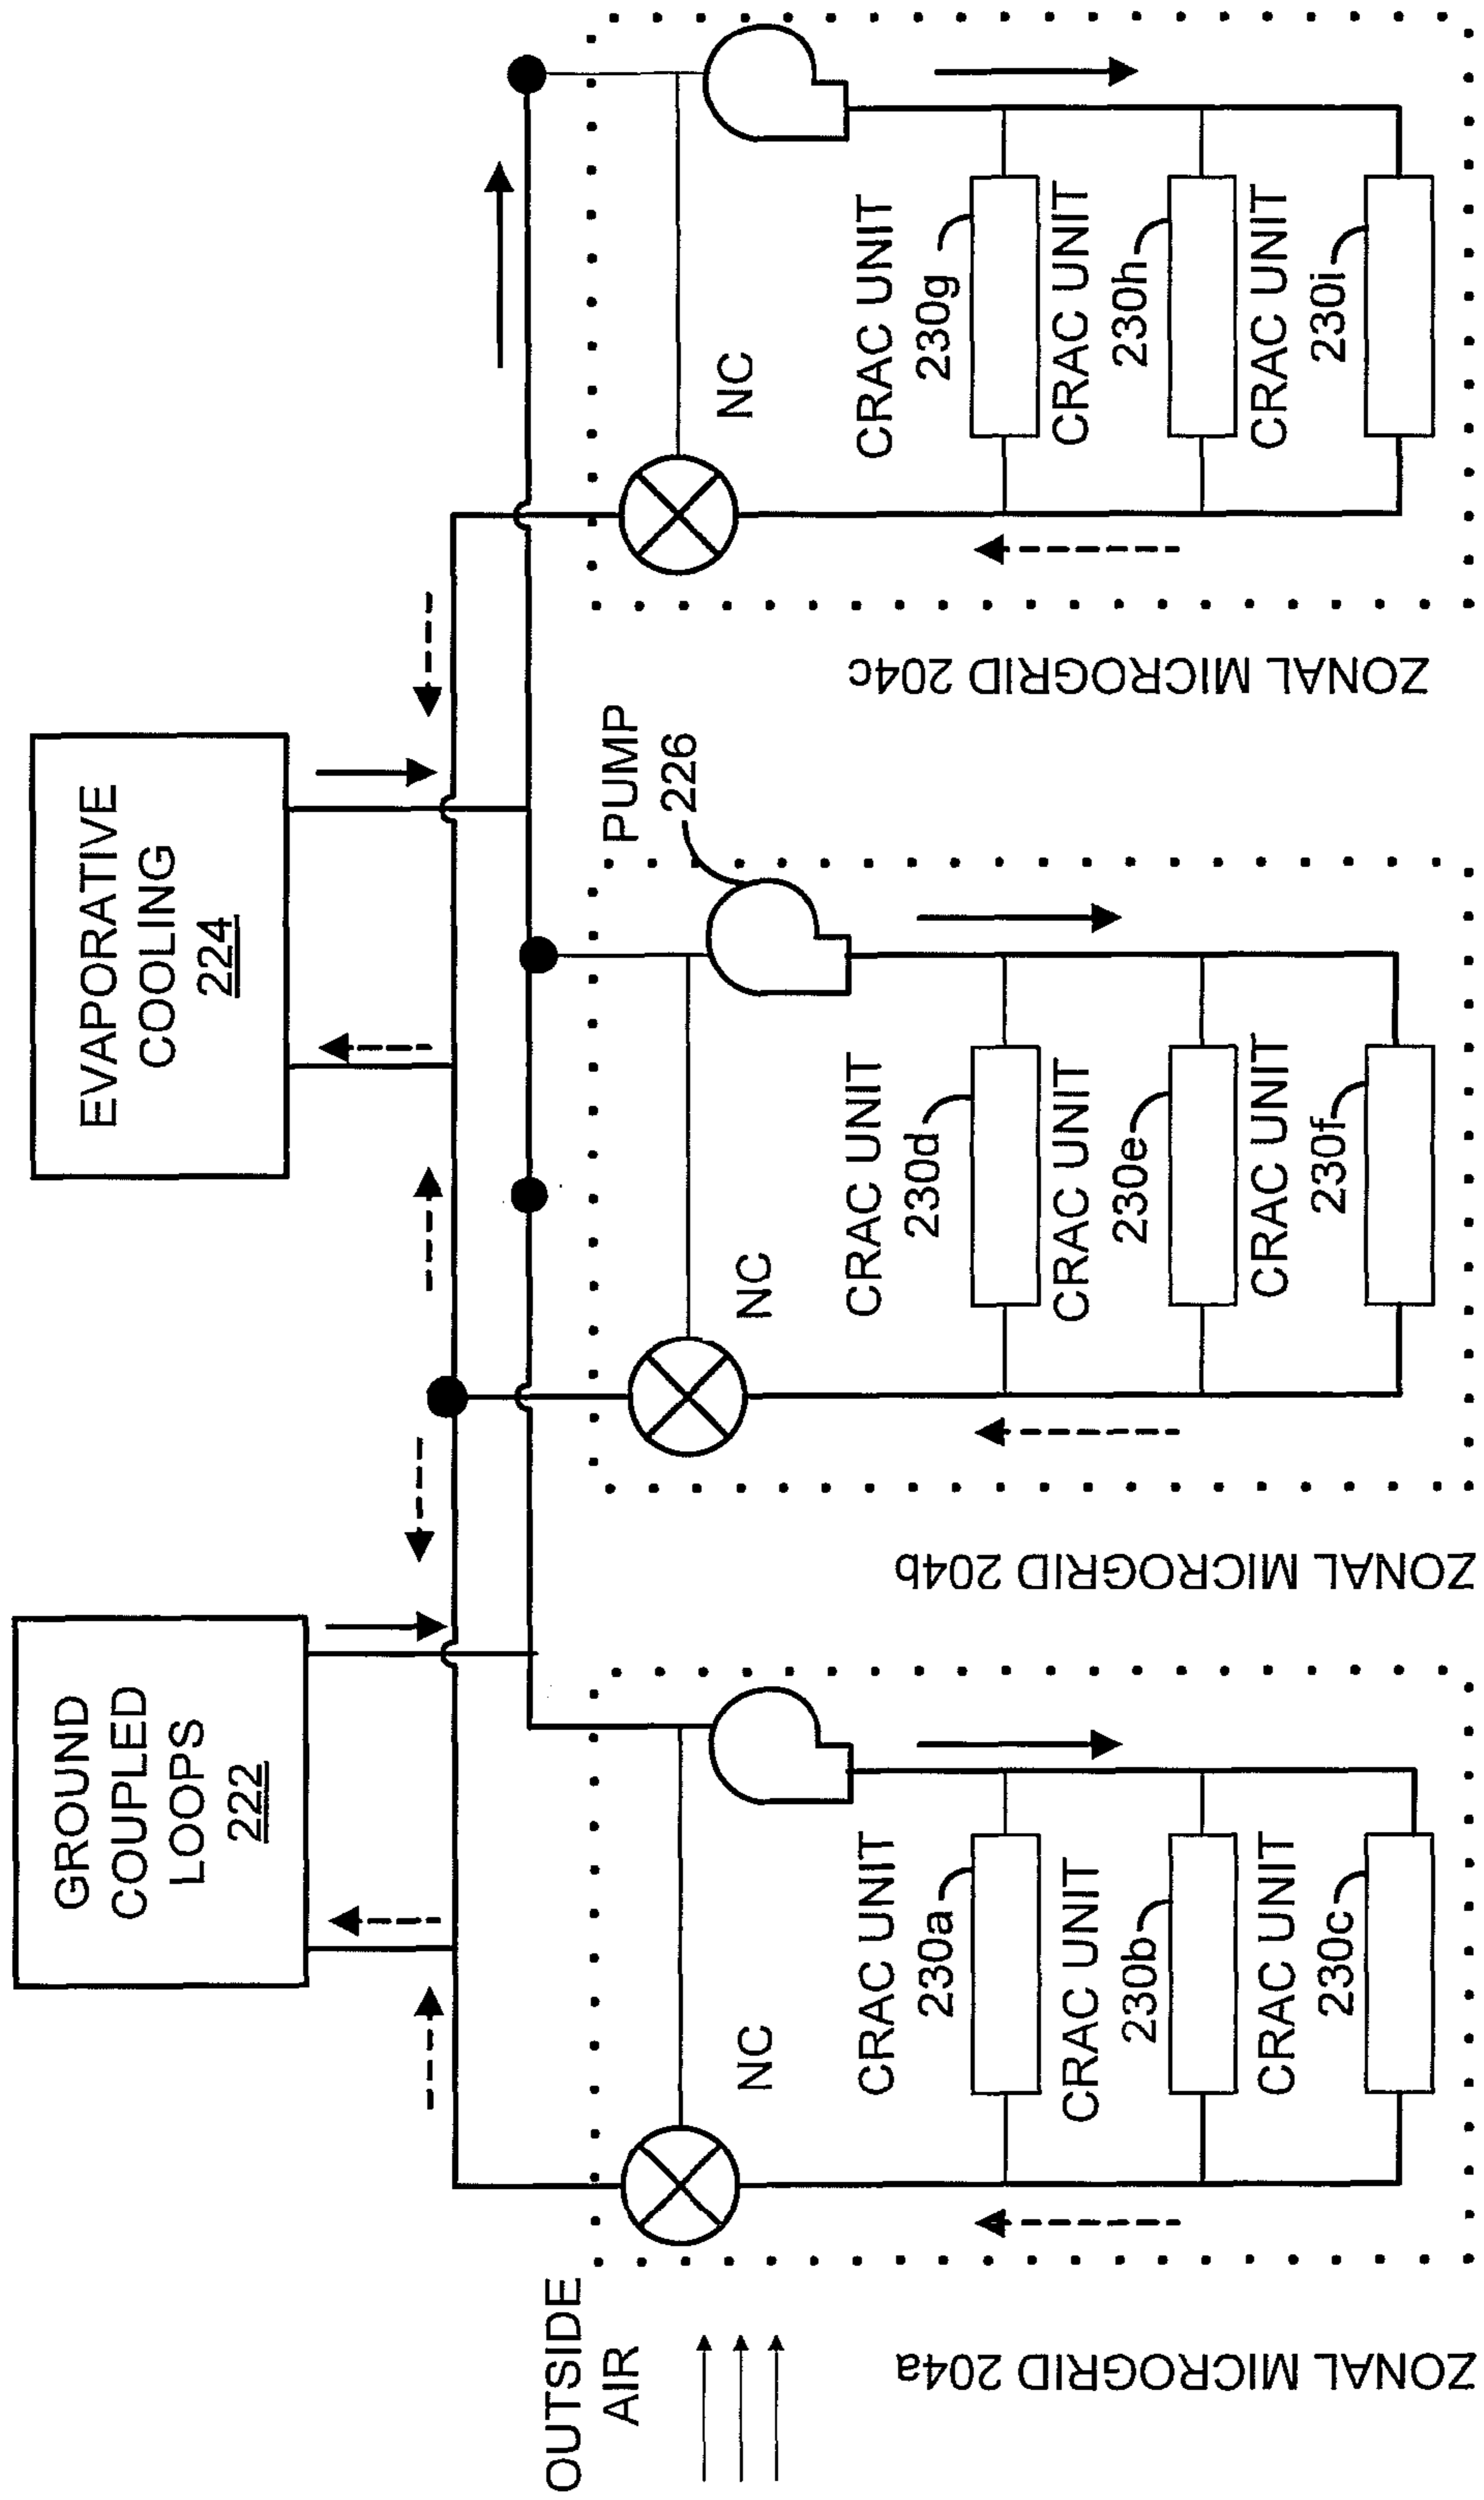 GROUND
COUPLED
LOOPS
222
EVAPORATIVE
COOLING
224
OUTSIDE
AIR
PUMP
226
NC
NC
NC
CRAC UNIT
230a
CRAC UNIT
230b
CRAC UNIT
230c
CRAC UNIT
230d
CRAC UNIT
230e
CRAC UNIT
230f
CRAC UNIT
230g
CRAC UNIT
230h
CRAC UNIT
230i
ZONAL MICROGRID 204a
ZONAL MICROGRID 204b
ZONAL MICROGRID 204c